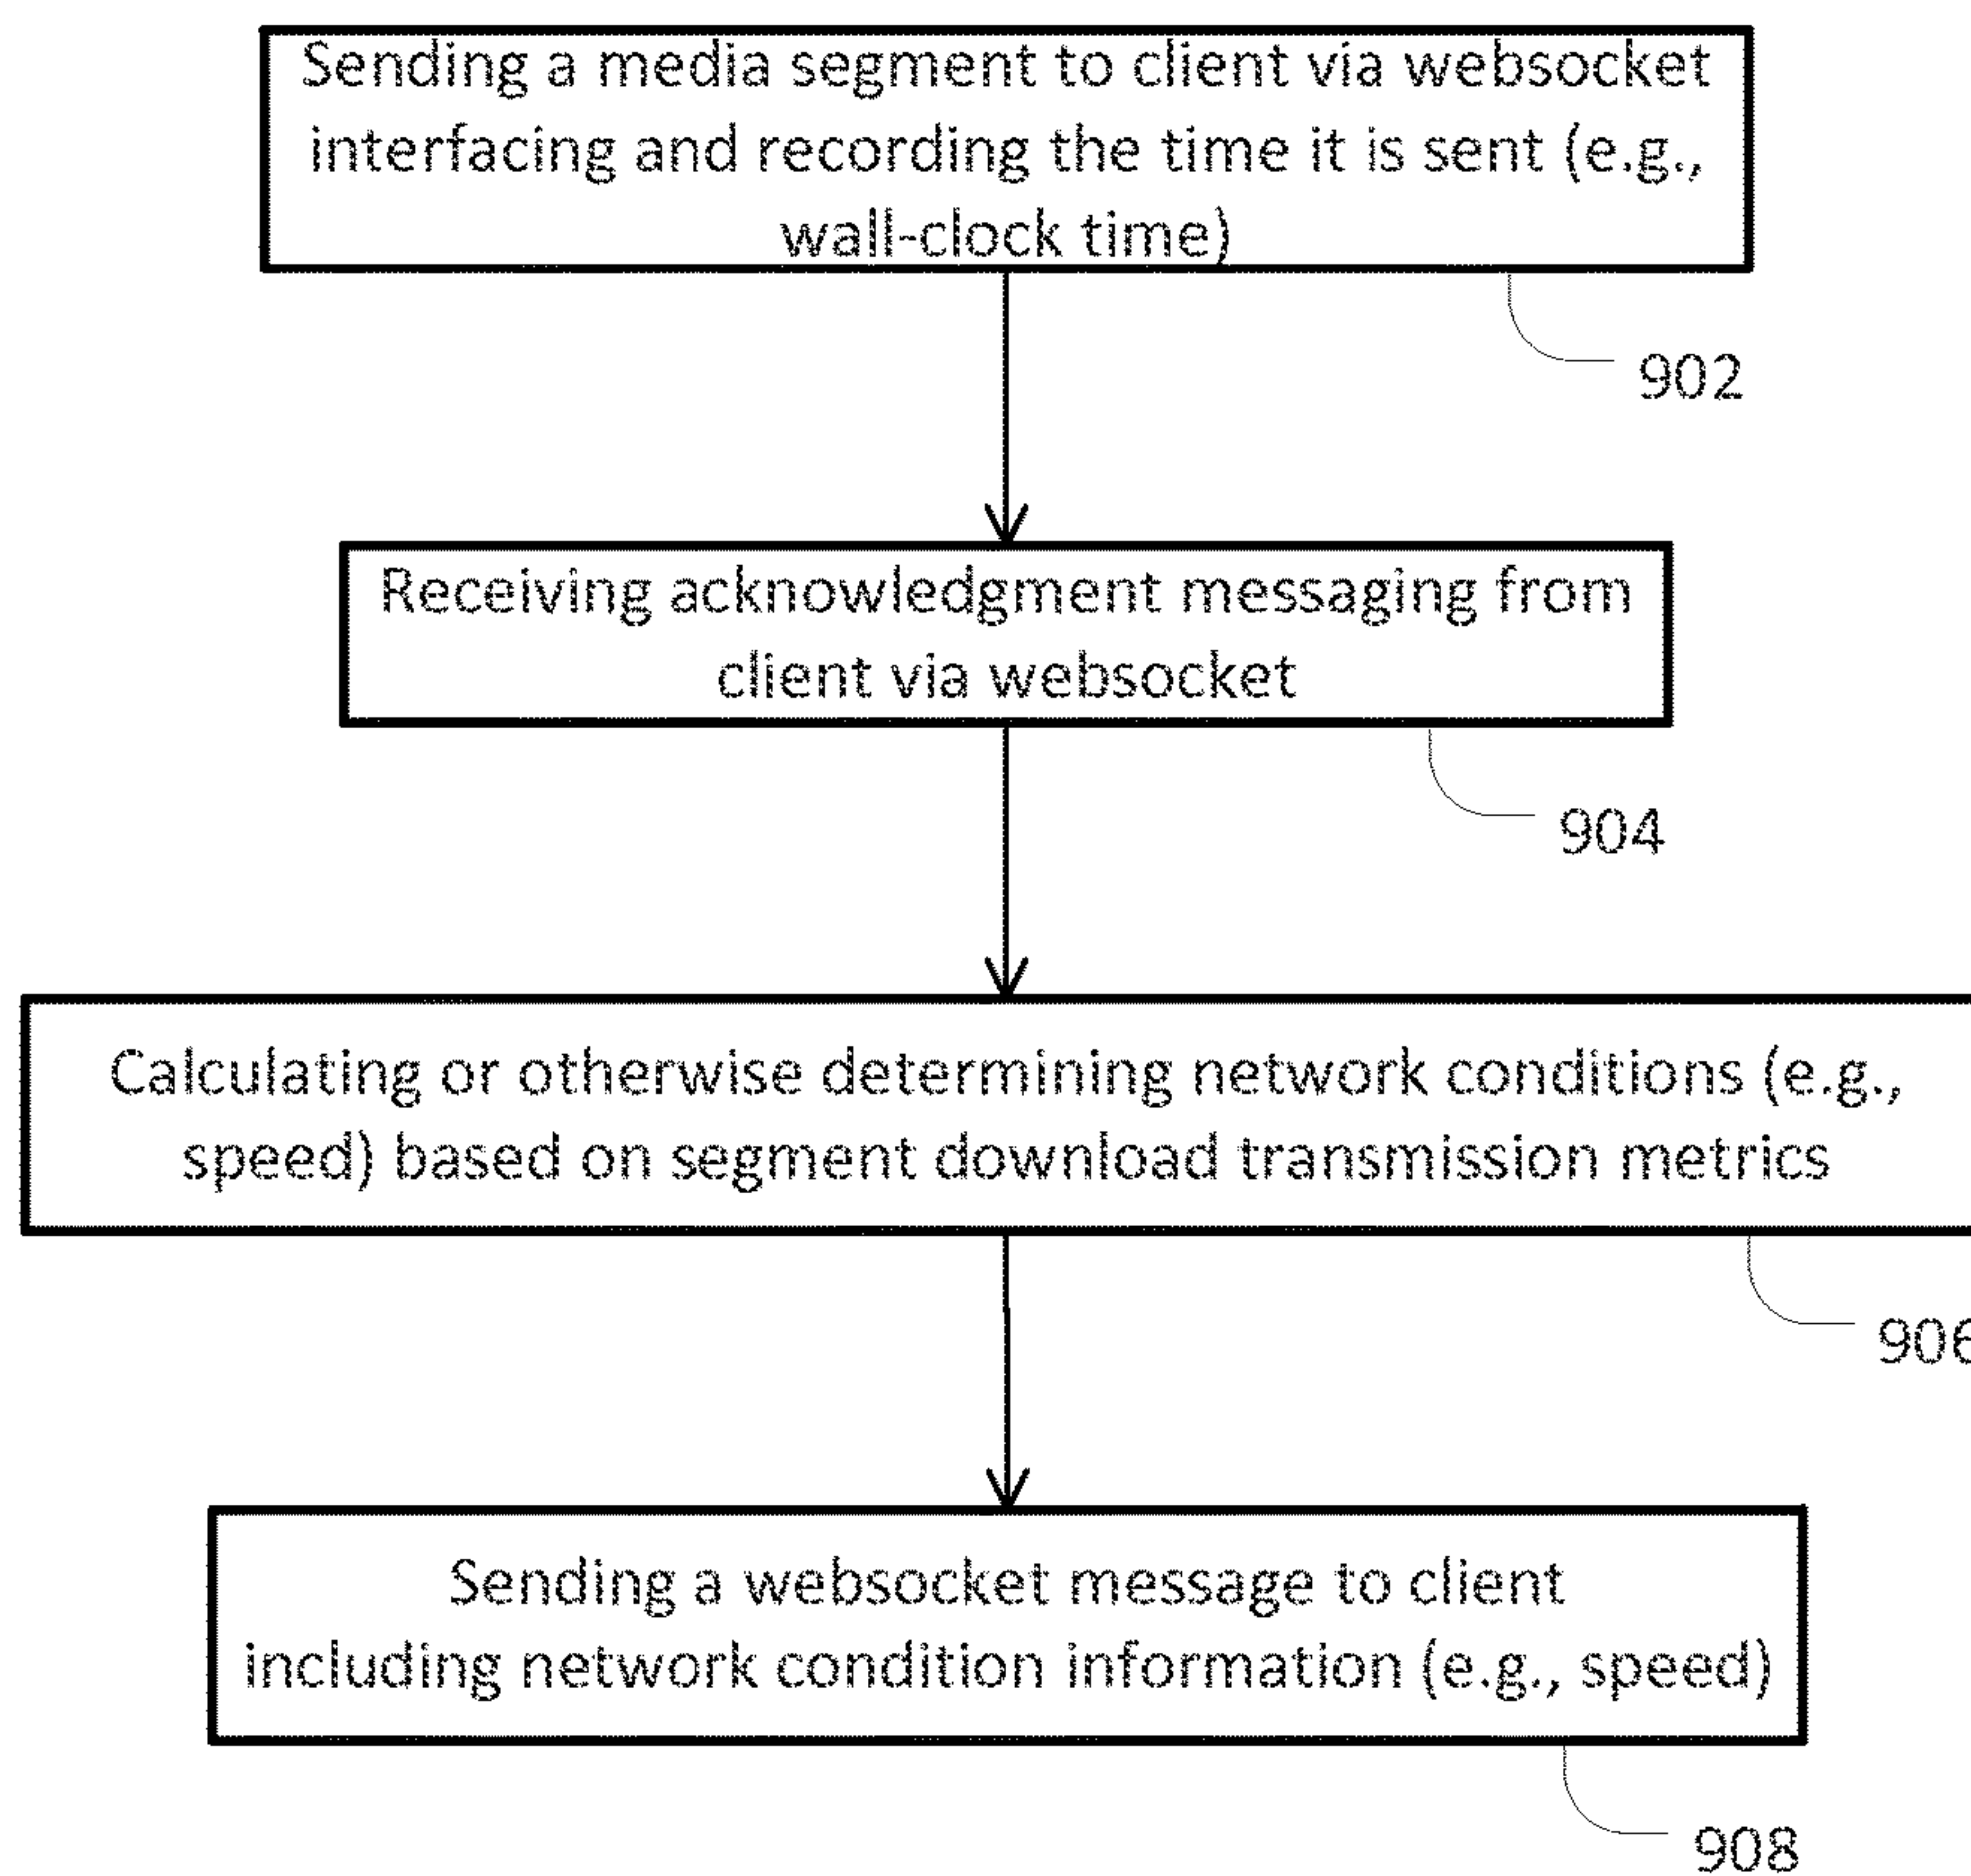 Sending a media segment to client via websocket
interfacing and recording the time it is sent (e.g.,
wall-clock time)
902
Receiving acknowledgment messaging from
client via websocket
904
Calculating or otherwise determining network conditions (e.g.,
speed) based on segment download transmission metrics
906
Sending a websocket message to client
including network condition information (e.g., speed)
908